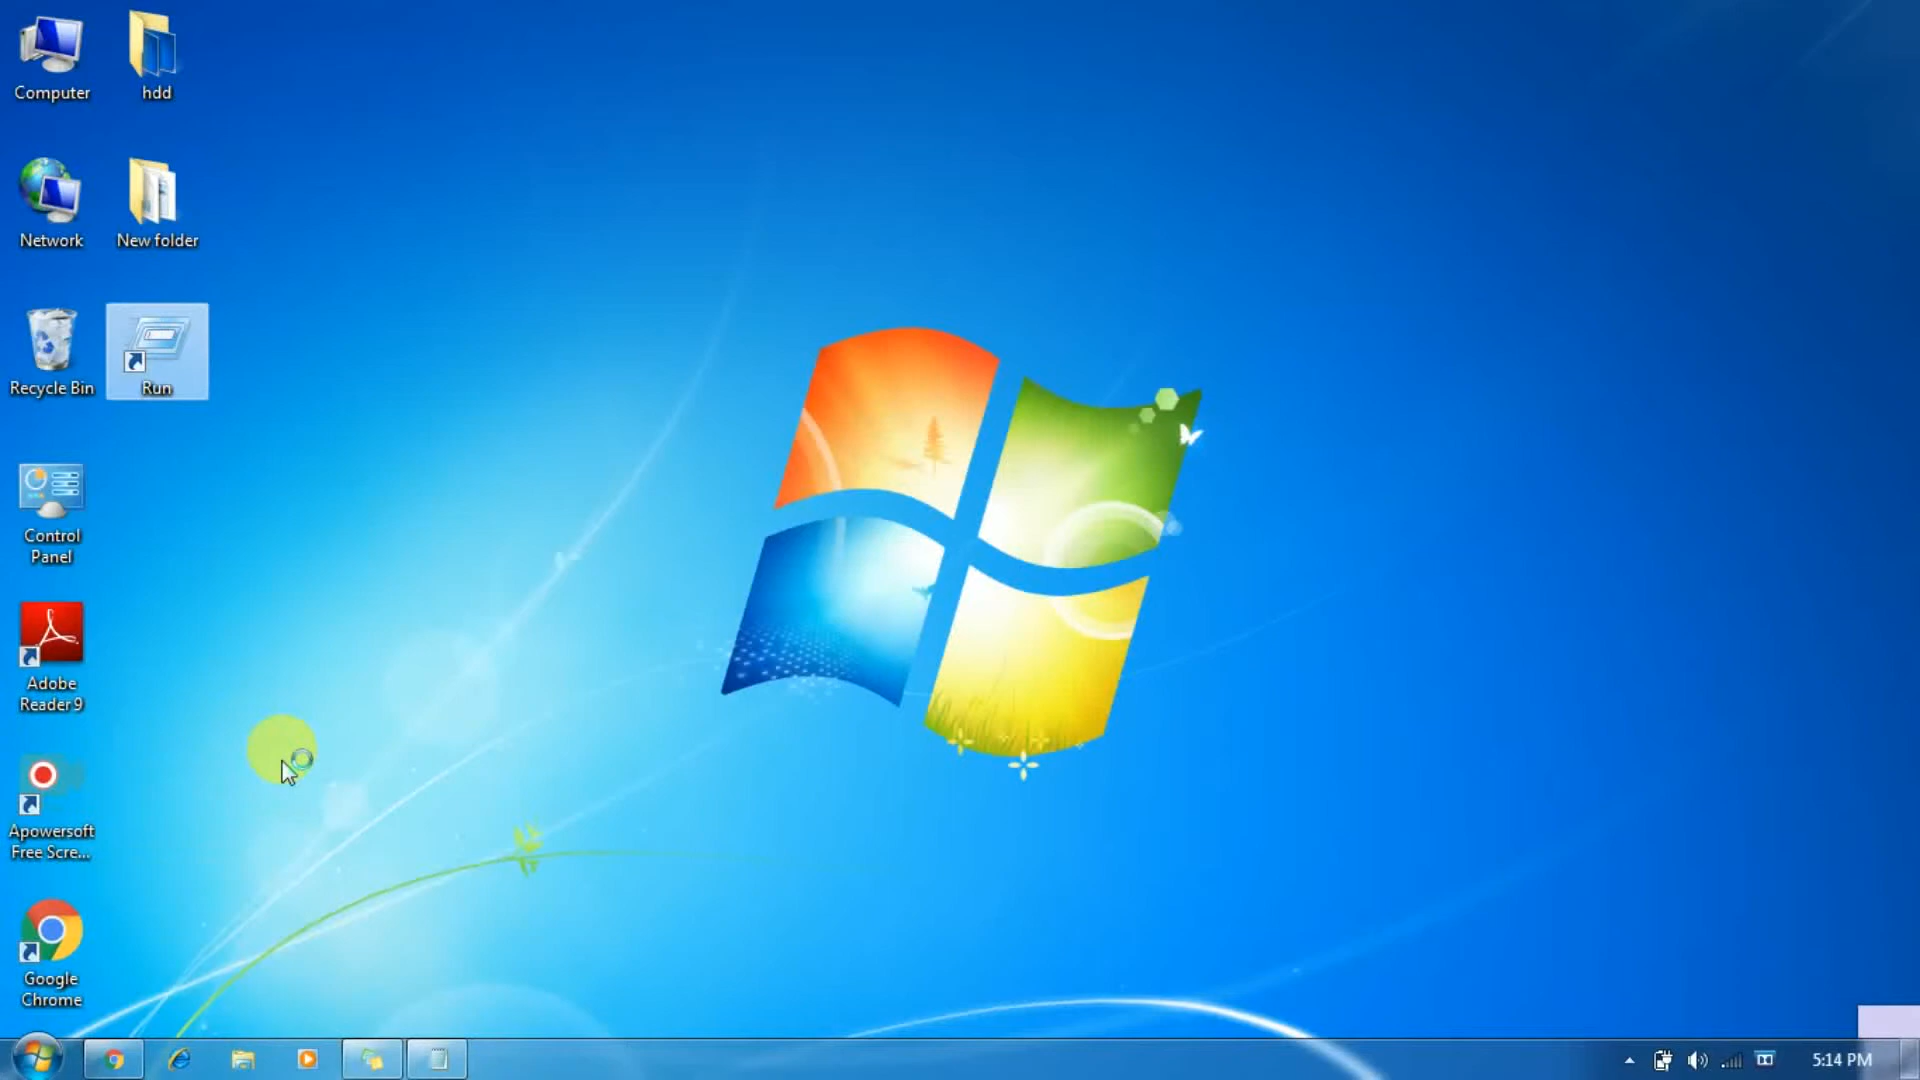 Computer
hdd
Network
New folder
Recycle Bin
Run
Control
Panel
Adobe
Reader 9
Apowersoft
Free Scre...
Google
Chrome
5:14 PM